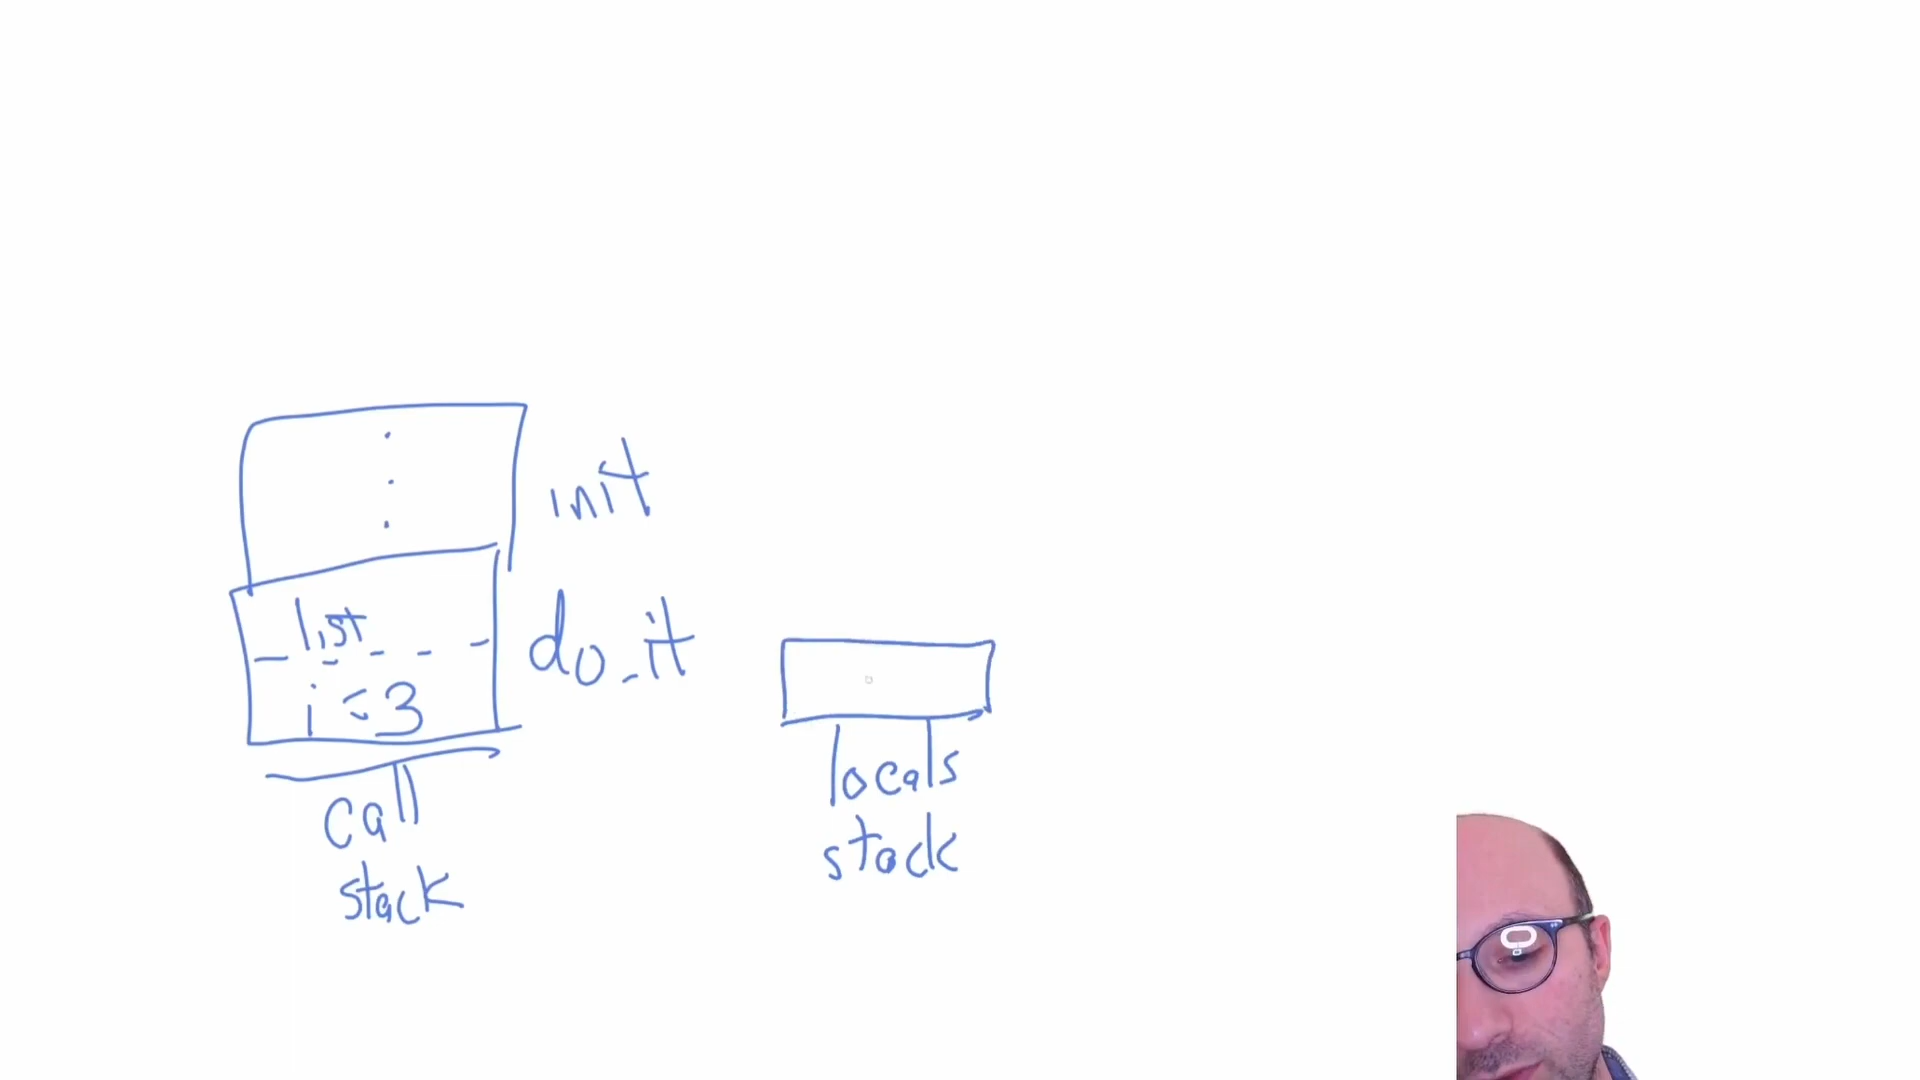 init
list
do_it
i = 3
call
stack
locals
stack